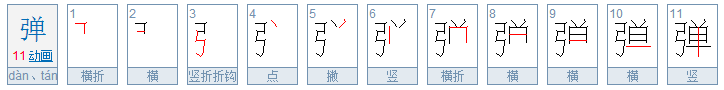 弹
11 动画
dàn、tán
1
横折
2
横
3
竖折折钩
4
点
5
撇
6
竖
7
横折
8
横
9
横
10
横
11
竖